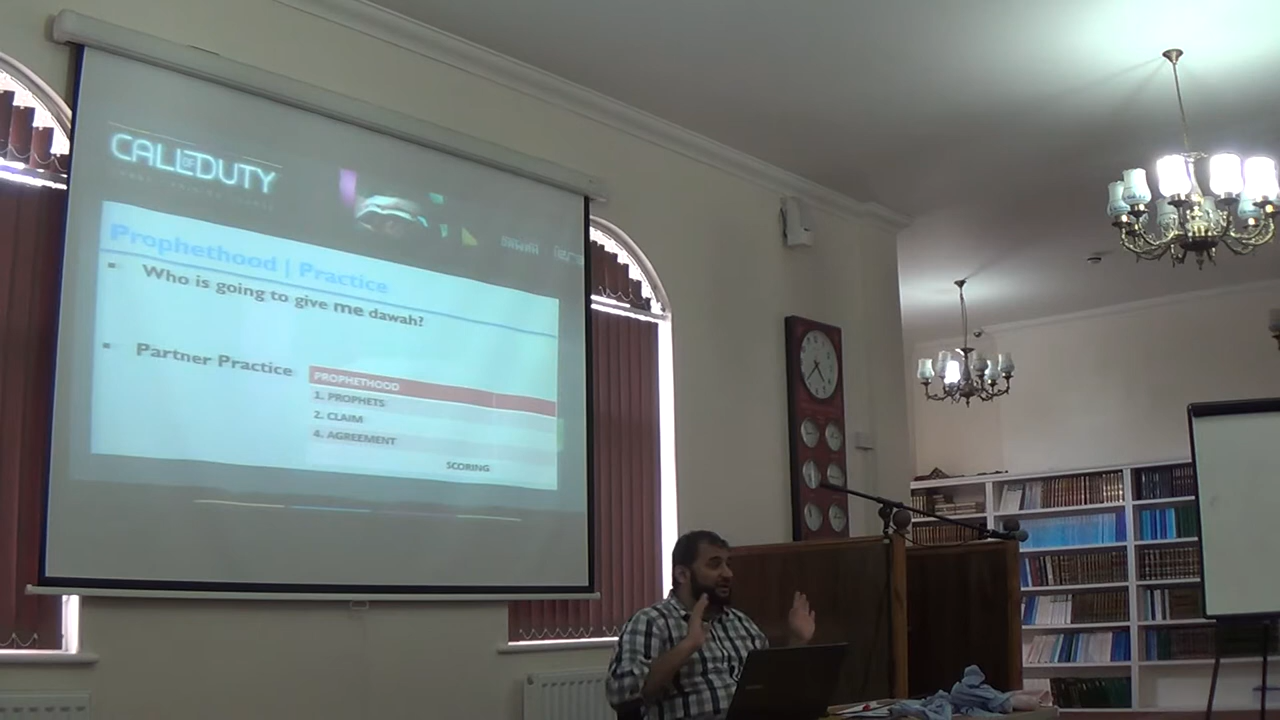 CALL OF DUTY
Prophethood | Practice
Who is going to give me dawah?
Partner Practice
PROPHETHOOD
1. PROPHETS
2. CLAIM
4. AGREEMENT
SCORING